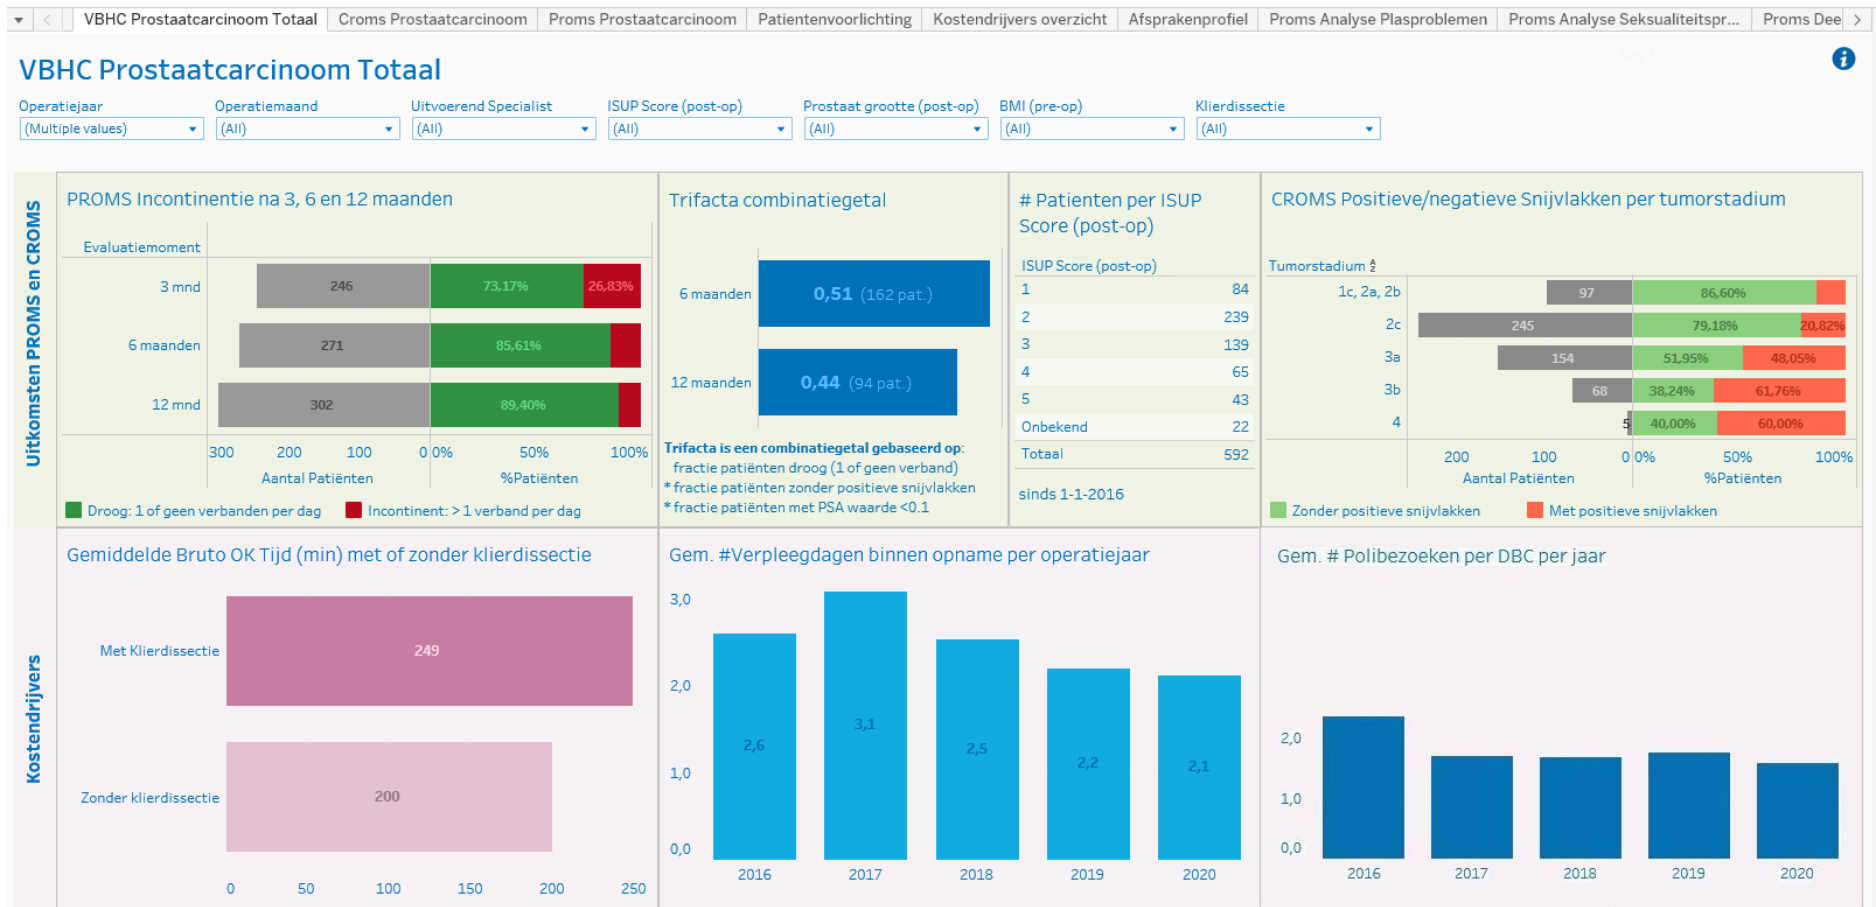 VBHC Prostaatcarcinoom Totaal
Croms Prostaatcarcinoom
Proms Prostaatcarcinoom
Patientenvoorlichting
Kostendrijvers overzicht
Afsprakenprofiel
Proms Analyse Plasproblemen
Proms Analyse Seksualiteitspr...
Proms Dee
VBHC Prostaatcarcinoom Totaal
Operatiejaar
Operatiemaand
Uitvoerend Specialist
ISUP Score (post-op)
Prostaat grootte (post-op)
BMI (pre-op)
Klierdissectie
(Multiple values)
(All)
(All)
(All)
(All)
(All)
(All)
Uitkomsten PROMS en CROMS
PROMS Incontinentie na 3, 6 en 12 maanden
Evaluatiemoment
3 mnd 246 73,17% 26,83%
6 maanden 271 85,61%
12 mnd 302 89,40%
300 200 100 0 0% 50% 100%
Aantal Patiënten %Patiënten
Droog: 1 of geen verbanden per dag
Incontinent: > 1 verband per dag
Trifacta combinatiegetal
6 maanden 0,51 (162 pat.)
12 maanden 0,44 (94 pat.)
Trifacta is een combinatiegetal gebaseerd op:
fractie patiënten droog (1 of geen verband)
* fractie patiënten zonder positieve snijvlakken
* fractie patiënten met PSA waarde <0.1
# Patienten per ISUP
Score (post-op)
ISUP Score (post-op)
1 84
2 239
3 139
4 65
5 43
Onbekend 22
Totaal 592
sinds 1-1-2016
CROMS Positieve/negatieve Snijvlakken per tumorstadium
Tumorstadium
1c, 2a, 2b 97 86,60%
2c 245 79,18% 20,82%
3a 154 51,95% 48,05%
3b 68 38,24% 61,76%
4 5 40,00% 60,00%
200 100 0 0% 50% 100%
Aantal Patiënten %Patiënten
Zonder positieve snijvlakken
Met positieve snijvlakken
Kostendrijvers
Gemiddelde Bruto OK Tijd (min) met of zonder klierdissectie
Met Klierdissectie 249
Zonder klierdissectie 200
0 50 100 150 200 250
Gem. #Verpleegdagen binnen opname per operatiejaar
3,0
2,0
1,0
0,0
2,6 3,1 2,5 2,2 2,1
2016 2017 2018 2019 2020
Gem. # Polibezoeken per DBC per jaar
2,0
1,0
0,0
2016 2017 2018 2019 2020